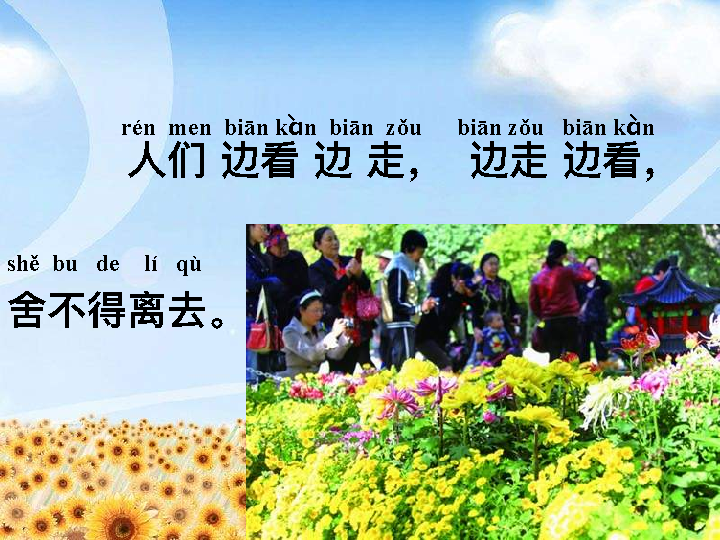 rén men biān kàn biān zǒu biān zǒu biān kàn
人们 边看 边 走， 边走 边看，
shě bu de lí qù
舍不得离去。